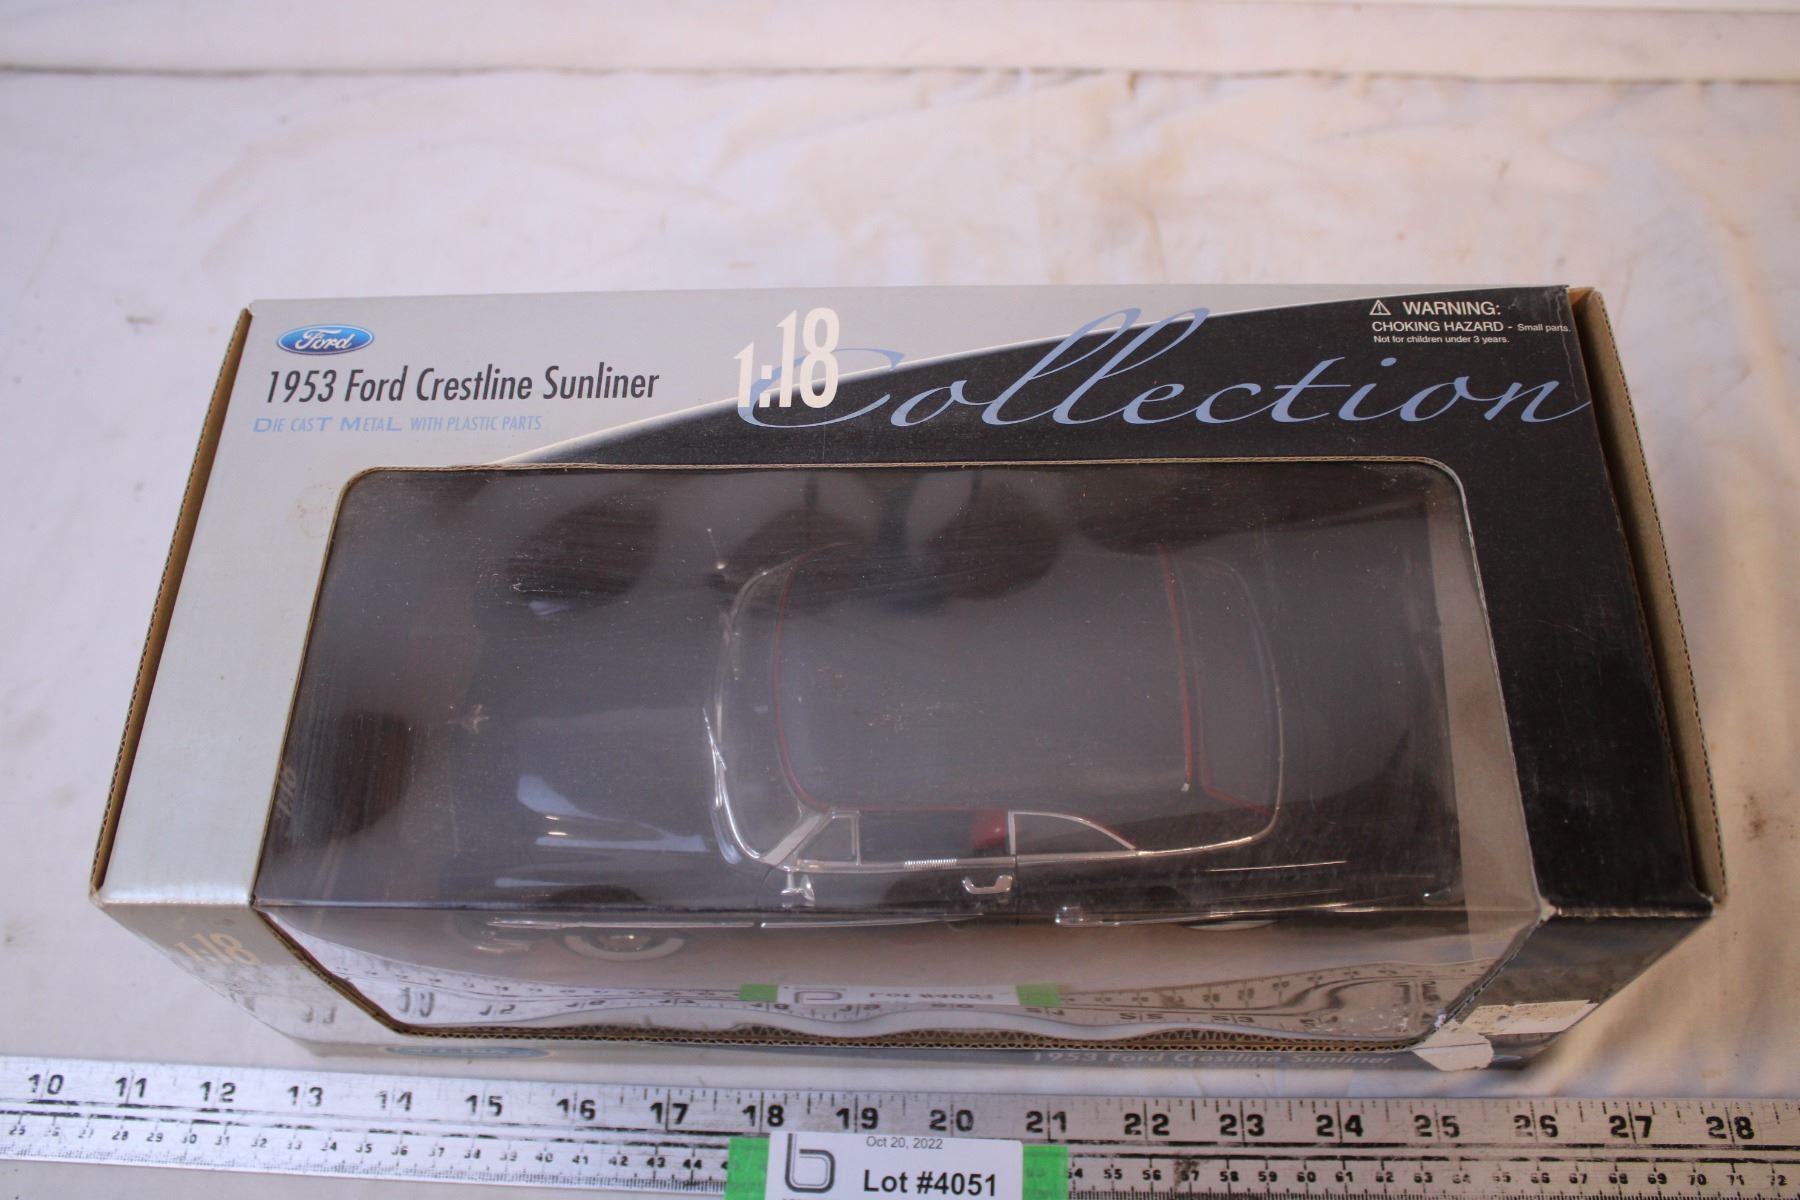 Ford
1953 Ford Crestline Sunliner
DIE CAST METAL WITH PLASTIC PARTS
1:18 Collection
WARNING:
CHOKING HAZARD - Small parts.
Not for children under 3 years.
1:18
1953 Ford Crestline Sunliner
10 11 12 13 14 15 16 17 18 19 20 21 22 23 24 25 26 27 28
Oct 20, 2022
b Lot #4051